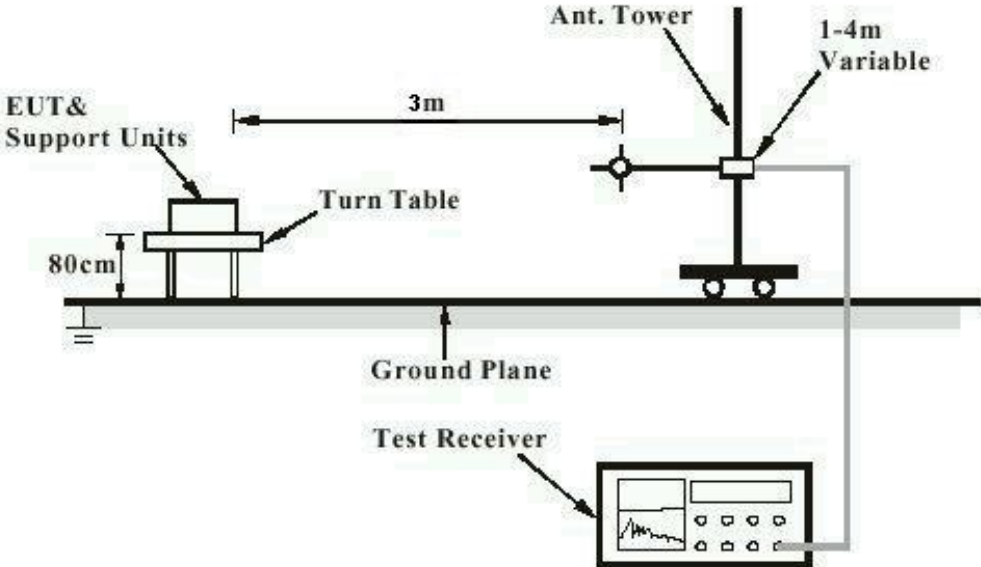 Ant. Tower
1-4m
Variable
EUT&
Support Units
3m
Turn Table
80cm
Ground Plane
Test Receiver